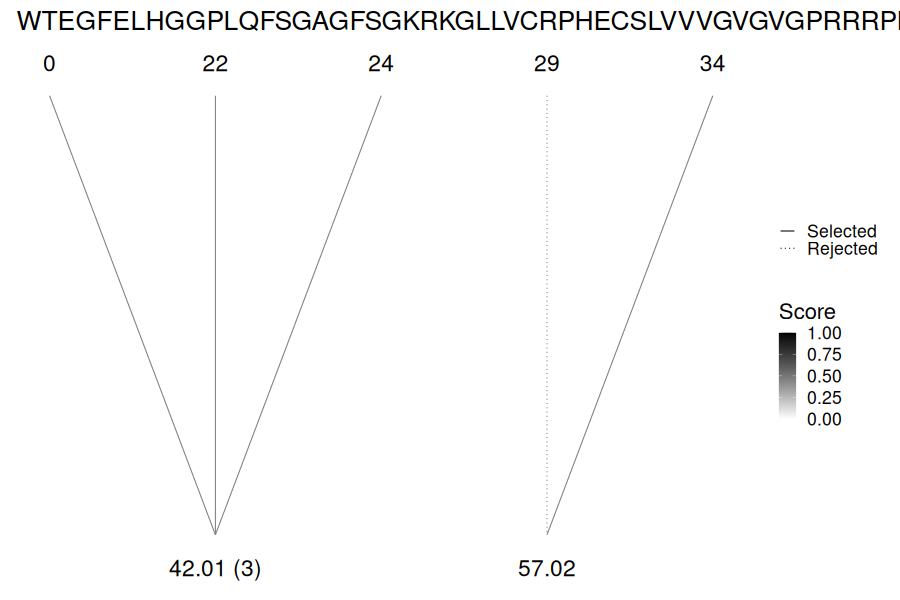 WTEGFELHGGPLQFSGAGFSGKRKGLLVCRPHECSLVVVGVGVGPRRRP
0 22 24 29 34
Selected
Rejected
Score
1.00
0.75
0.50
0.25
0.00
42.01 (3) 57.02